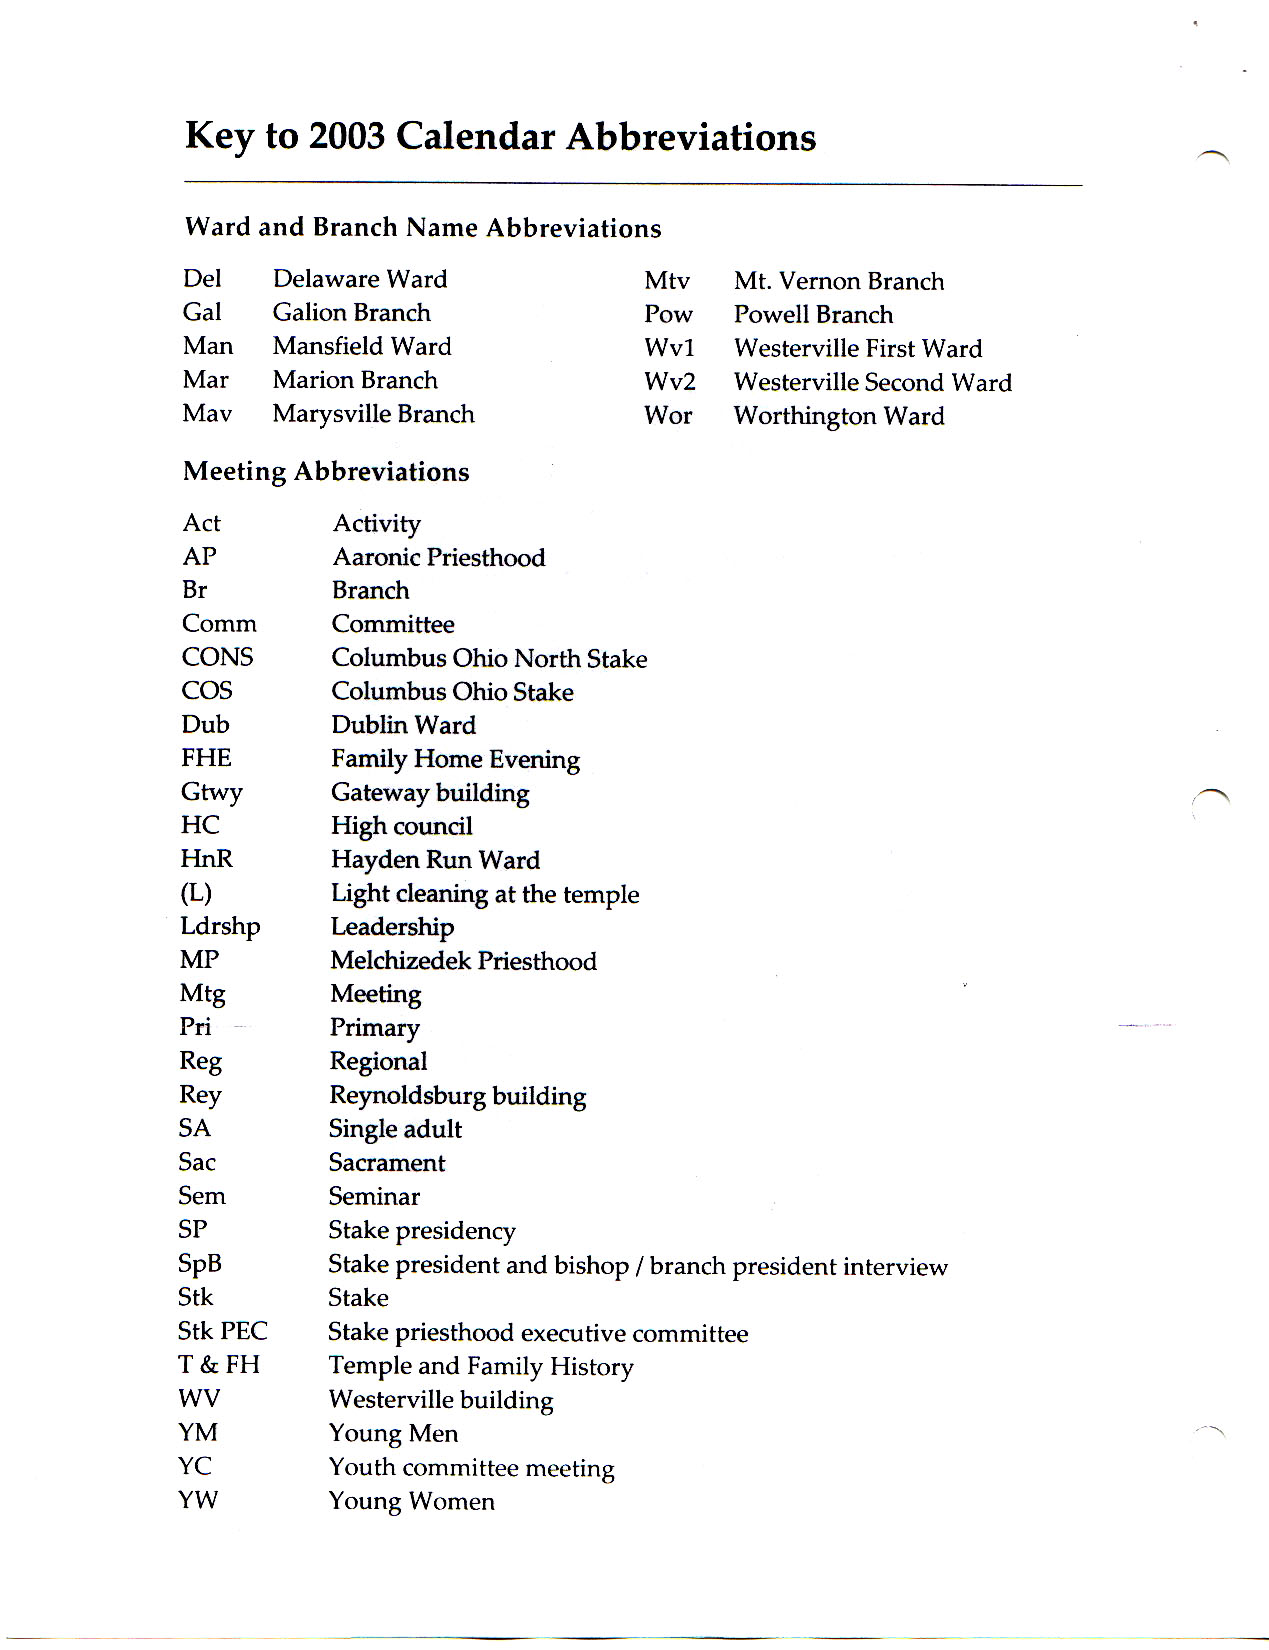 Key to 2003 Calendar Abbreviations
Ward and Branch Name Abbreviations
Del Delaware Ward Mtv Mt. Vernon Branch
Gal Galion Branch Pow Powell Branch
Man Mansfield Ward Wv1 Westerville First Ward
Mar Marion Branch Wv2 Westerville Second Ward
Mav Marysville Branch Wor Worthington Ward
Meeting Abbreviations
Act Activity
AP Aaronic Priesthood
Br Branch
Comm Committee
CONS Columbus Ohio North Stake
COS Columbus Ohio Stake
Dub Dublin Ward
FHE Family Home Evening
Gtwy Gateway building
HC High council
HnR Hayden Run Ward
(L) Light cleaning at the temple
Ldrshp Leadership
MP Melchizedek Priesthood
Mtg Meeting
Pri Primary
Reg Regional
Rey Reynoldsburg building
SA Single adult
Sac Sacrament
Sem Seminar
SP Stake presidency
SpB Stake president and bishop / branch president interview
Stk Stake
Stk PEC Stake priesthood executive committee
T & FH Temple and Family History
WV Westerville building
YM Young Men
YC Youth committee meeting
YW Young Women